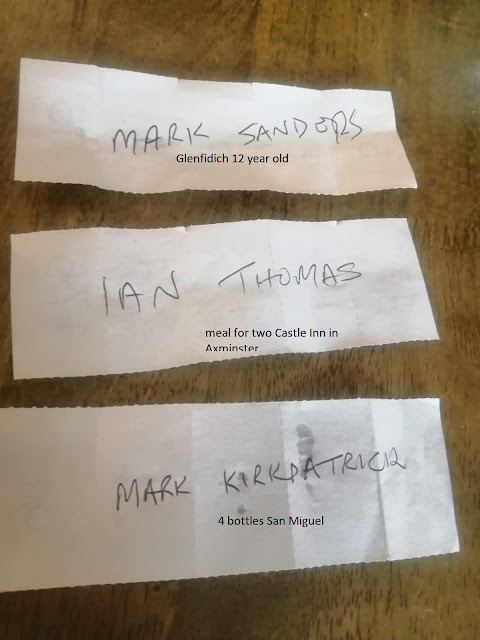 MARK SANDERS
Glenfidich 12 year old
IAN THOMAS
meal for two Castle Inn in
Axminster
MARK KIRKPATRICK
4 bottles San Miguel